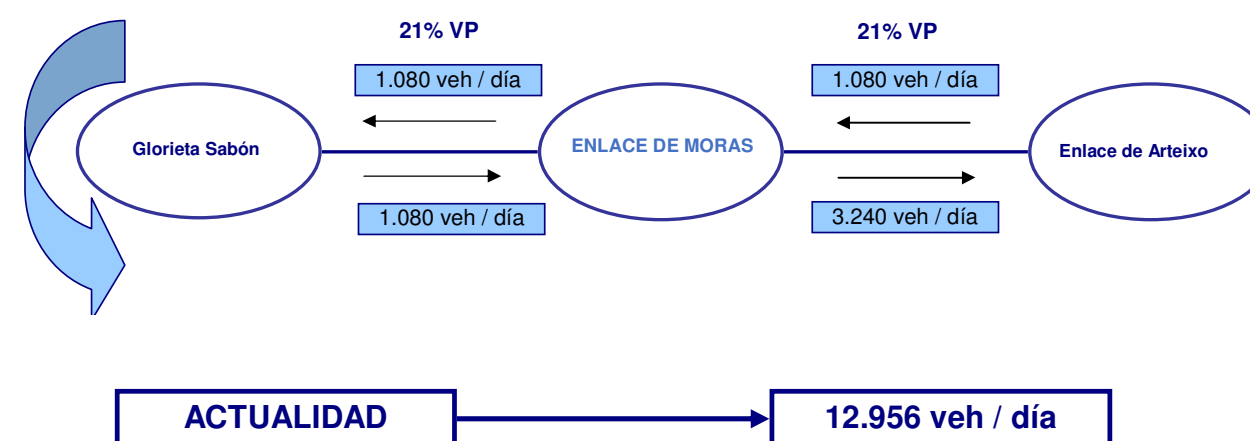 21% VP
21% VP
1.080 veh / día
1.080 veh / día
Glorieta Sabón
ENLACE DE MORAS
Enlace de Arteixo
1.080 veh / día
3.240 veh / día
ACTUALIDAD
12.956 veh / día